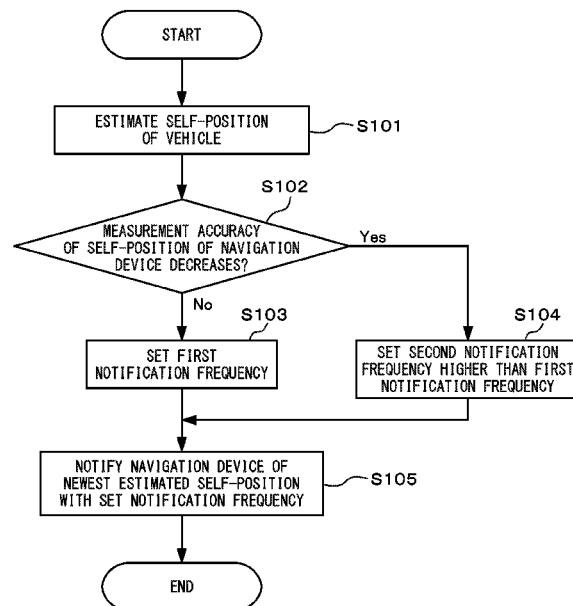 START
ESTIMATE SELF-POSITION
OF VEHICLE
S101
S102
MEASUREMENT ACCURACY
OF SELF-POSITION OF NAVIGATION
DEVICE DECREASES?
Yes
No
S103
SET FIRST
NOTIFICATION FREQUENCY
S104
SET SECOND NOTIFICATION
FREQUENCY HIGHER THAN FIRST
NOTIFICATION FREQUENCY
NOTIFY NAVIGATION DEVICE OF
NEWEST ESTIMATED SELF-POSITION
WITH SET NOTIFICATION FREQUENCY
S105
END